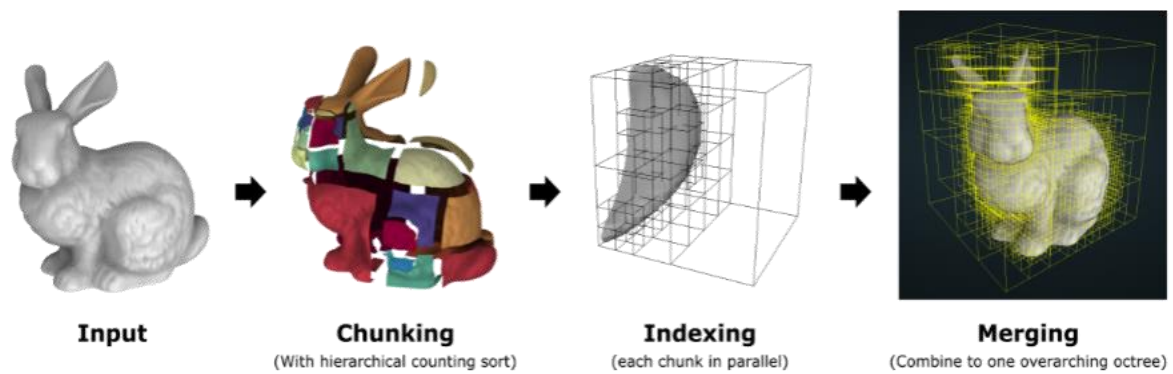 Input
Chunking
(With hierarchical counting sort)
Indexing
(each chunk in parallel)
Merging
(Combine to one overarching octree)